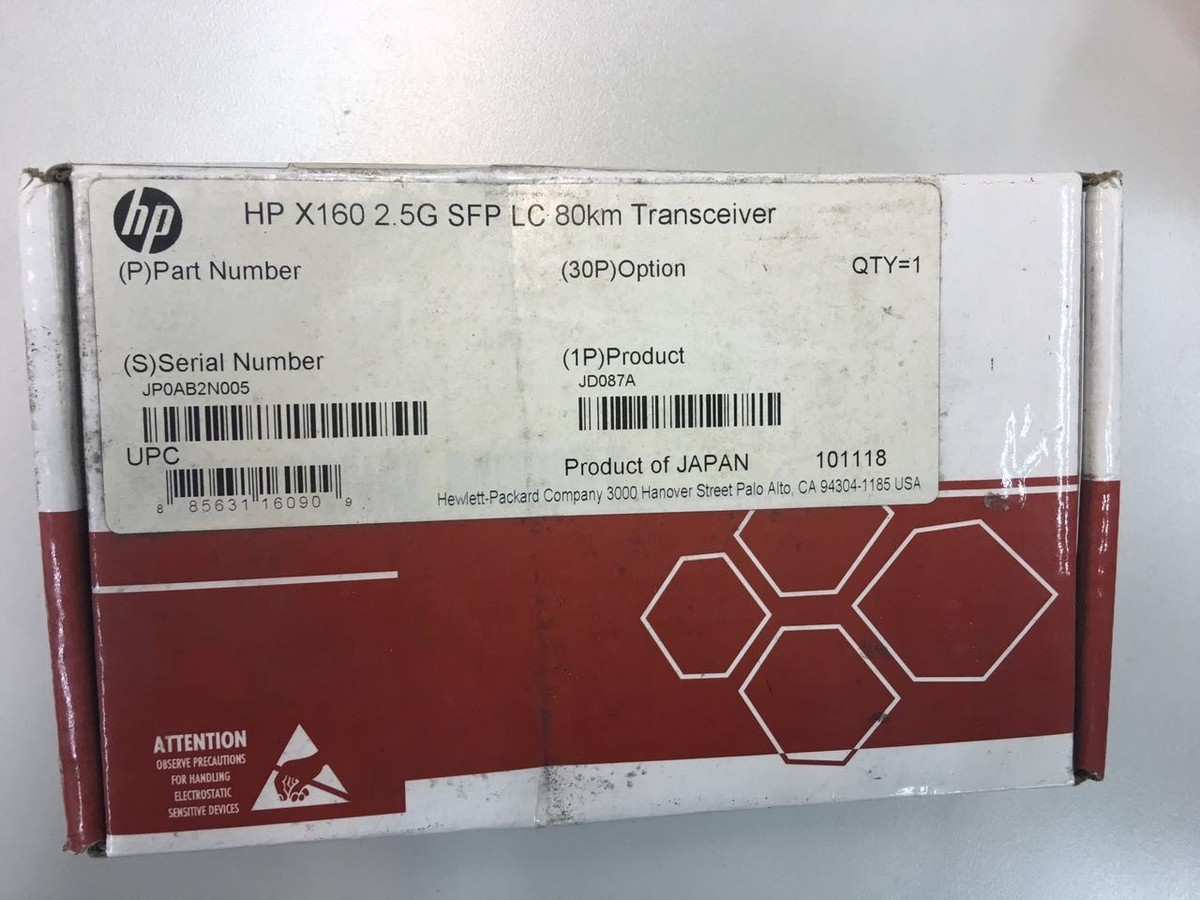 hp
HP X160 2.5G SFP LC 80km Transceiver
(P)Part Number (30P)Option QTY=1
(S)Serial Number (1P)Product
JP0AB2N005 JD087A
UPC
8 85631 16090 9
Product of JAPAN 101118
Hewlett-Packard Company 3000 Hanover Street Palo Alto, CA 94304-1185 USA
ATTENTION
OBSERVE PRECAUTIONS
FOR HANDLING
ELECTROSTATIC
SENSITIVE DEVICES